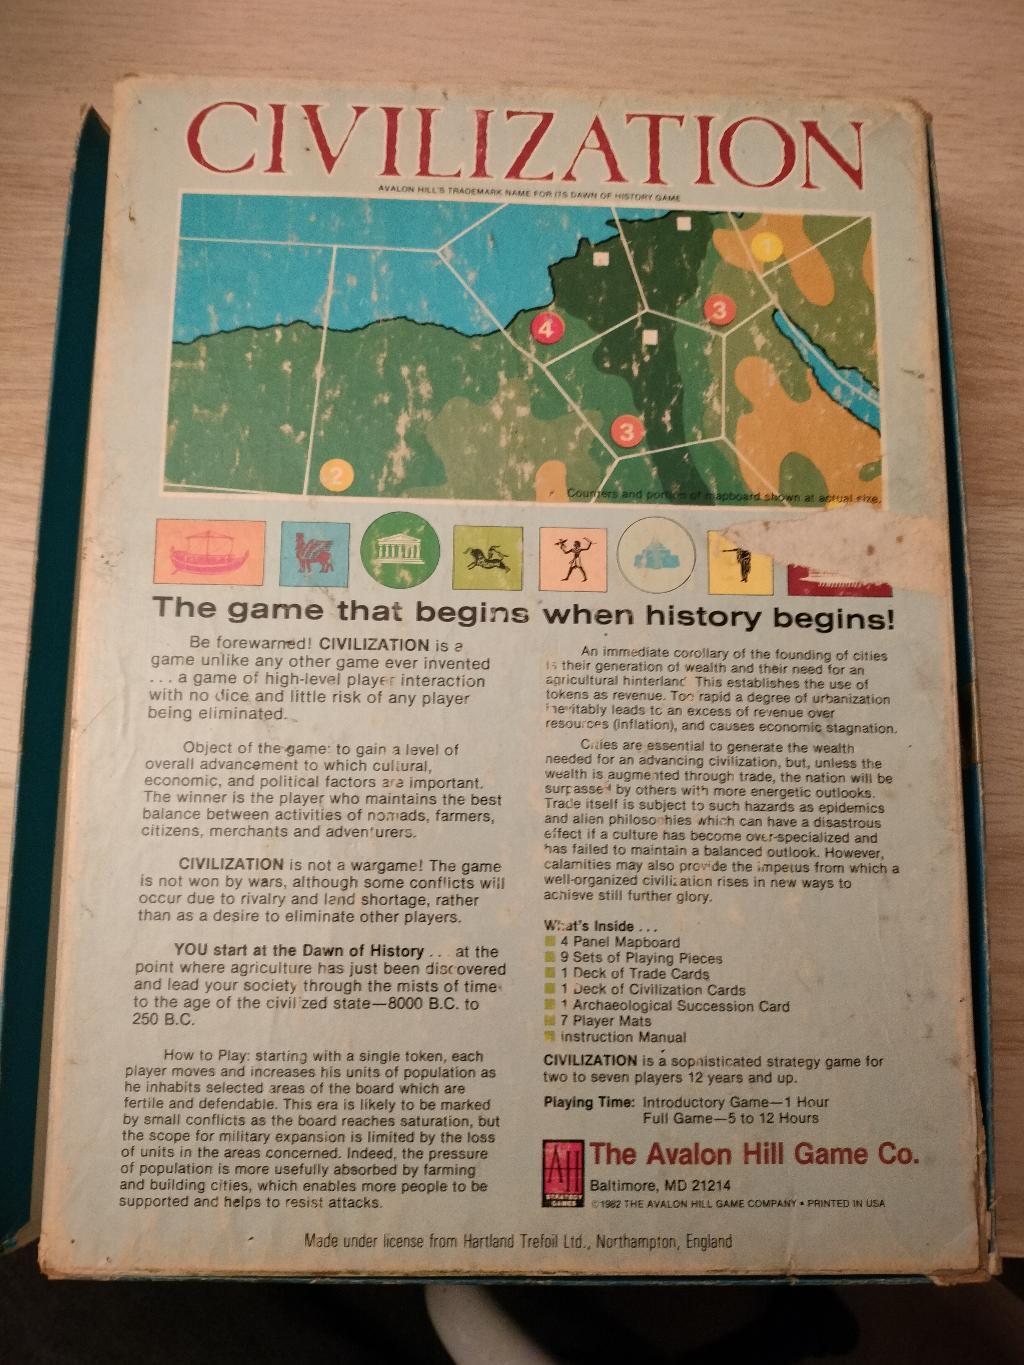 CIVILIZATION
AVALON HILL'S TRADEMARK NAME FOR ITS DAWN OF HISTORY GAME
1
3
4
3
2
Counters and portion of mapboard shown at actual size.
The game that begins when history begins!
Be forewarned! CIVILIZATION is a
game unlike any other game ever invented
. . . a game of high-level player interaction
with no dice and little risk of any player
being eliminated.
Object of the game: to gain a level of
overall advancement to which cultural,
economic, and political factors are important.
The winner is the player who maintains the best
balance between activities of nomads, farmers,
citizens, merchants and adventurers.
CIVILIZATION is not a wargame! The game
is not won by wars, although some conflicts will
occur due to rivalry and land shortage, rather
than as a desire to eliminate other players.
YOU start at the Dawn of History . . . at the
point where agriculture has just been discovered
and lead your society through the mists of time
to the age of the civilized state—8000 B.C. to
250 B.C.
How to Play: starting with a single token, each
player moves and increases his units of population as
he inhabits selected areas of the board which are
fertile and defendable. This era is likely to be marked
by small conflicts as the board reaches saturation, but
the scope for military expansion is limited by the loss
of units in the areas concerned. Indeed, the pressure
of population is more usefully absorbed by farming
and building cities, which enables more people to be
supported and helps to resist attacks.
An immediate corollary of the founding of cities
is their generation of wealth and their need for an
agricultural hinterland. This establishes the use of
tokens as revenue. Too rapid a degree of urbanization
inevitably leads to an excess of revenue over
resources (inflation), and causes economic stagnation.
Cities are essential to generate the wealth
needed for an advancing civilization, but, unless the
wealth is augmented through trade, the nation will be
surpassed by others with more energetic outlooks.
Trade itself is subject to such hazards as epidemics
and alien philosophies which can have a disastrous
effect if a culture has become over-specialized and
has failed to maintain a balanced outlook. However,
calamities may also provide the impetus from which a
well-organized civilization rises in new ways to
achieve still further glory.
What's Inside . . .
4 Panel Mapboard
9 Sets of Playing Pieces
1 Deck of Trade Cards
1 Deck of Civilization Cards
1 Archaeological Succession Card
7 Player Mats
Instruction Manual
CIVILIZATION is a sophisticated strategy game for
two to seven players 12 years and up.
Playing Time: Introductory Game—1 Hour
Full Game—5 to 12 Hours
AH
STRATEGY
GAMES
The Avalon Hill Game Co.
Baltimore, MD 21214
©1982 THE AVALON HILL GAME COMPANY • PRINTED IN USA
Made under license from Hartland Trefoil Ltd., Northampton, England